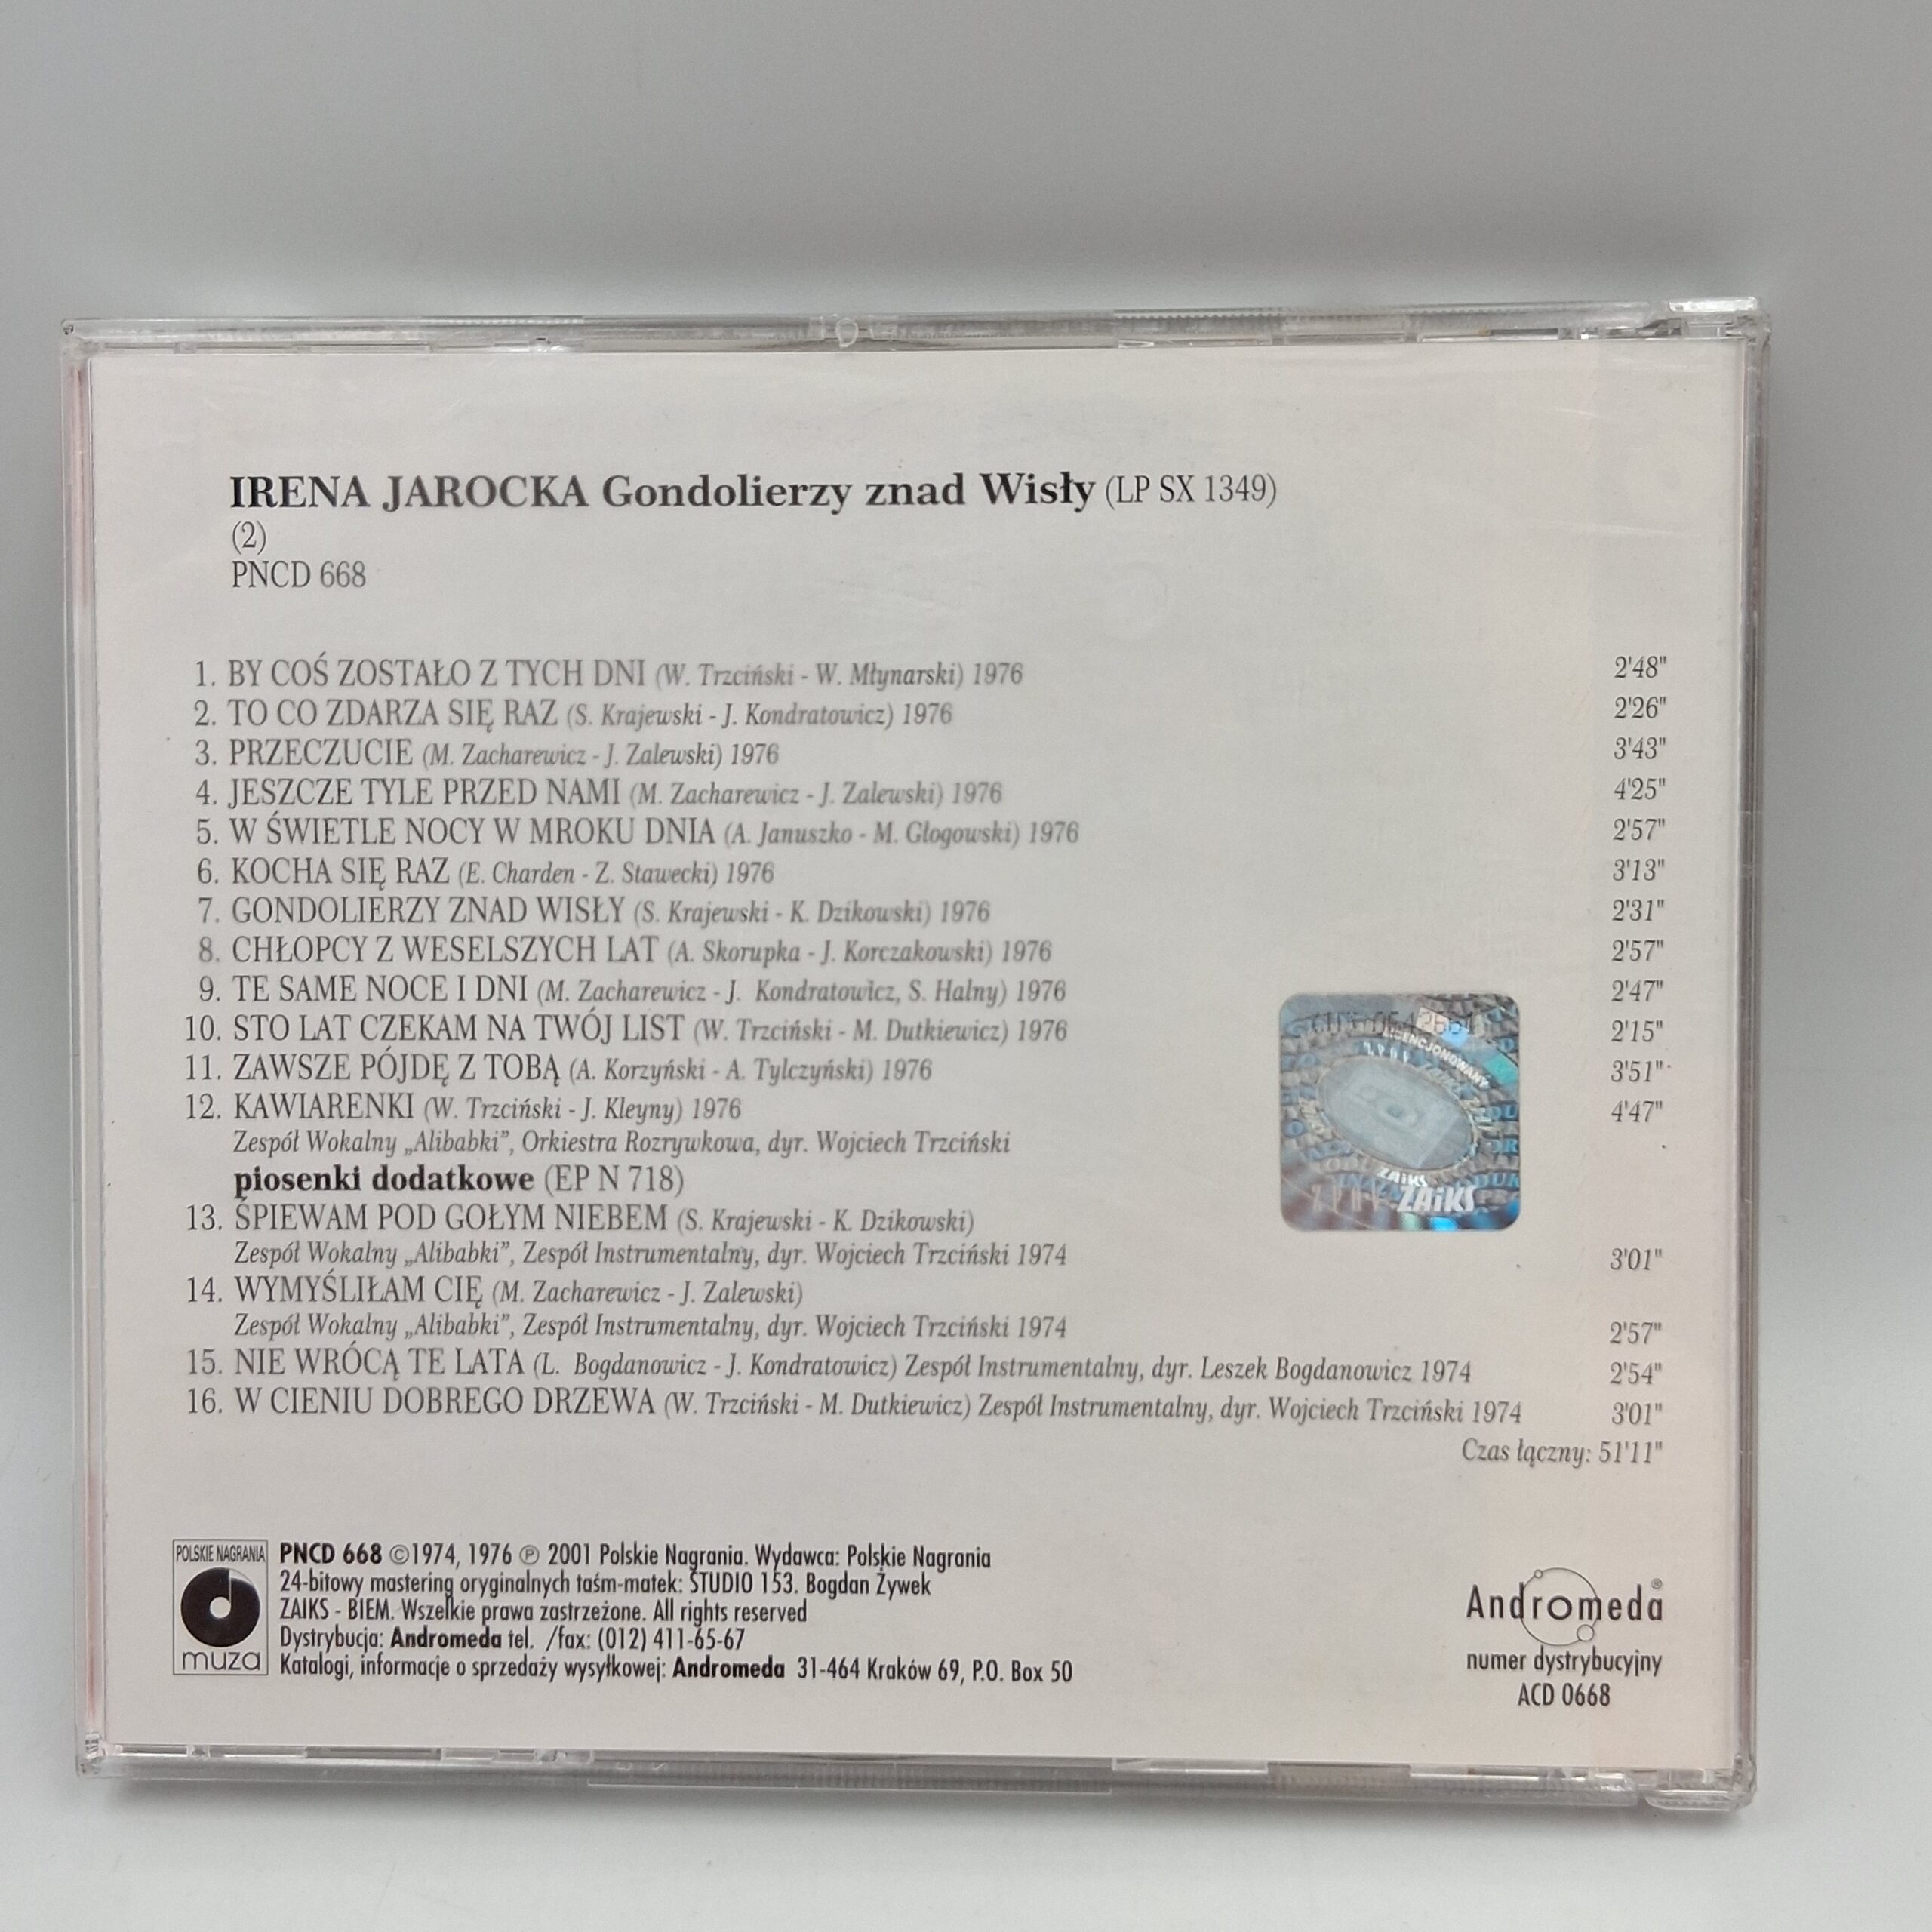 IRENA JAROCKA Gondolierzy znad Wisły (LP SX 1349)
(2)
PNCD 668
1. BY COŚ ZOSTAŁO Z TYCH DNI (W. Trzciński - W. Młynarski) 1976 2'48"
2. TO CO ZDARZA SIĘ RAZ (S. Krajewski - J. Kondratowicz) 1976 2'26"
3. PRZECZUCIE (M. Zacharewicz - J. Zalewski) 1976 3'43"
4. JESZCZE TYLE PRZED NAMI (M. Zacharewicz - J. Zalewski) 1976 4'25"
5. W ŚWIETLE NOCY W MROKU DNIA (A. Januszko - M. Głogowski) 1976 2'57"
6. KOCHA SIĘ RAZ (E. Charden - Z. Stawecki) 1976 3'13"
7. GONDOLIERZY ZNAD WISŁY (S. Krajewski - K. Dzikowski) 1976 2'31"
8. CHŁOPCY Z WESELSZYCH LAT (A. Skorupka - J. Korczakowski) 1976 2'57"
9. TE SAME NOCE I DNI (M. Zacharewicz - J. Kondratowicz, S. Halny) 1976 2'47"
10. STO LAT CZEKAM NA TWÓJ LIST (W. Trzciński - M. Dutkiewicz) 1976 2'15"
11. ZAWSZE PÓJDĘ Z TOBĄ (A. Korzyński - A. Tylczyński) 1976 3'51"
12. KAWIARENKI (W. Trzciński - J. Kleyny) 1976 4'47"
Zespół Wokalny „Alibabki”, Orkiestra Rozrywkowa, dyr. Wojciech Trzciński
piosenki dodatkowe (EP N 718)
13. ŚPIEWAM POD GOŁYM NIEBEM (S. Krajewski - K. Dzikowski)
Zespół Wokalny „Alibabki”, Zespół Instrumentalny, dyr. Wojciech Trzciński 1974 3'01"
14. WYMYŚLIŁAM CIĘ (M. Zacharewicz - J. Zalewski)
Zespół Wokalny „Alibabki”, Zespół Instrumentalny, dyr. Wojciech Trzciński 1974 2'57"
15. NIE WRÓCĄ TE LATA (L. Bogdanowicz - J. Kondratowicz) Zespół Instrumentalny, dyr. Leszek Bogdanowicz 1974 2'54"
16. W CIENIU DOBREGO DRZEWA (W. Trzciński - M. Dutkiewicz) Zespół Instrumentalny, dyr. Wojciech Trzciński 1974 3'01"
Czas łączny: 51'11"
LICENCJONOWANY
ZAiKS
ZAiKS
POLSKIE NAGRANIA
muza
PNCD 668 ©1974, 1976 ℗ 2001 Polskie Nagrania. Wydawca: Polskie Nagrania
24-bitowy mastering oryginalnych taśm-matek: STUDIO 153. Bogdan Żywek
ZAIKS - BIEM. Wszelkie prawa zastrzeżone. All rights reserved
Dystrybucja: Andromeda tel. /fax: (012) 411-65-67
Katalogi, informacje o sprzedaży wysyłkowej: Andromeda 31-464 Kraków 69, P.O. Box 50
Andromeda®
numer dystrybucyjny
ACD 0668